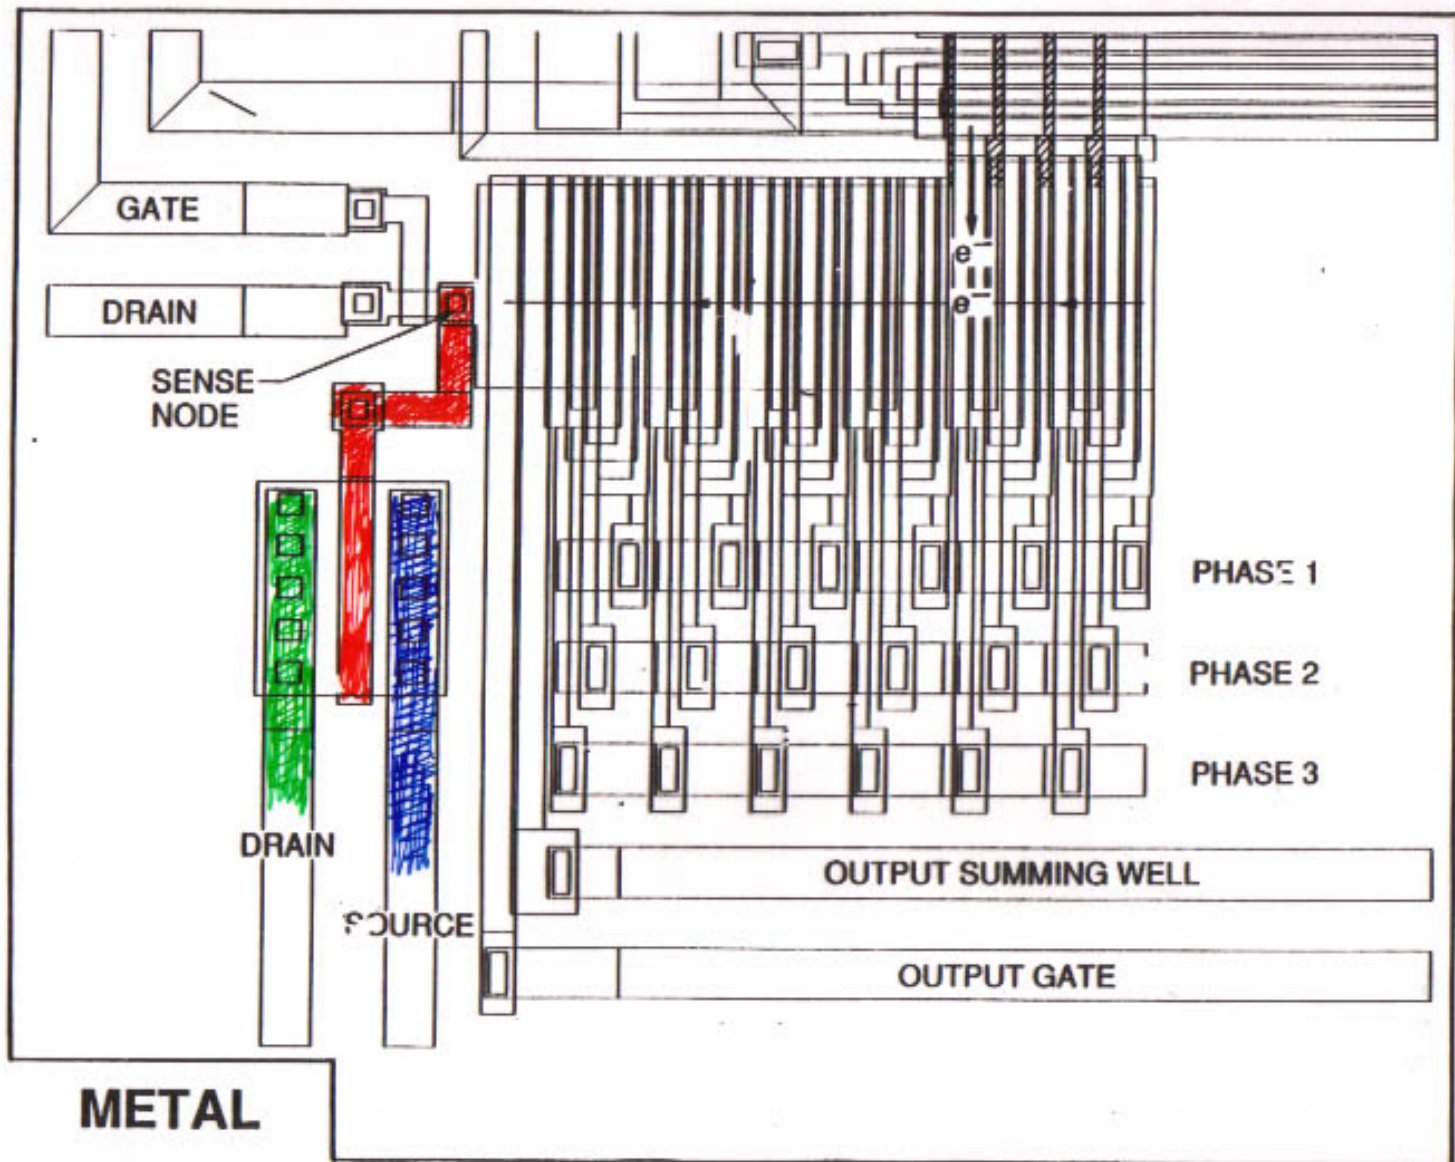 GATE
e⁻
DRAIN
e⁻
SENSE
NODE
PHASE 1
PHASE 2
PHASE 3
DRAIN
OUTPUT SUMMING WELL
SOURCE
OUTPUT GATE
METAL